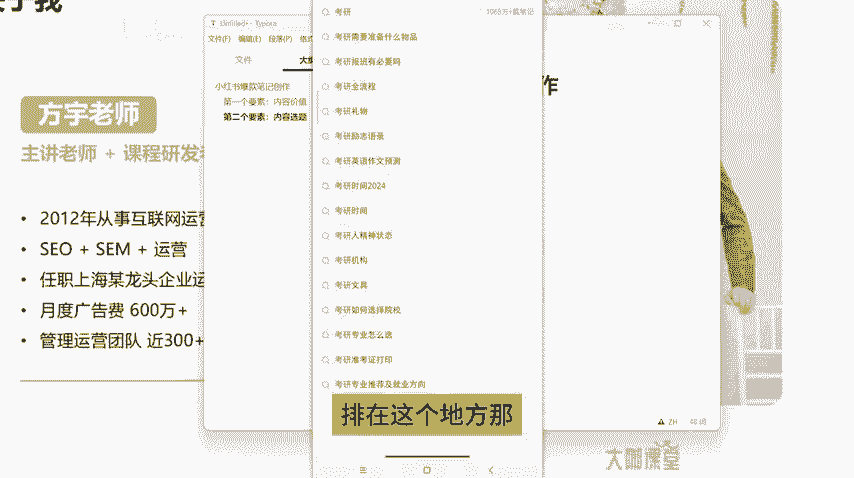 关于我
方宇老师
主讲老师 + 课程研发老
2012年从事互联网运营
SEO + SEM + 运营
任职上海某龙头企业运
月度广告费 600万+
管理运营团队 近300+
Untitled - Typora
文件(F) 编辑(E) 段落(P) 格式
文件 大纲
小红书爆款笔记创作
第一个要素：内容价值
第二个要素：内容选题
作
考研
考研需要准备什么物品
考研报班有必要吗
考研全流程
考研礼物
考研励志语录
考研英语作文预测
考研时间2024
考研时间
考研人精神状态
考研机构
考研文具
考研如何选择院校
考研专业怎么选
考研准考证打印
考研专业推荐及就业方向
排在这个地方那
ZH 48 词
大鹏课堂